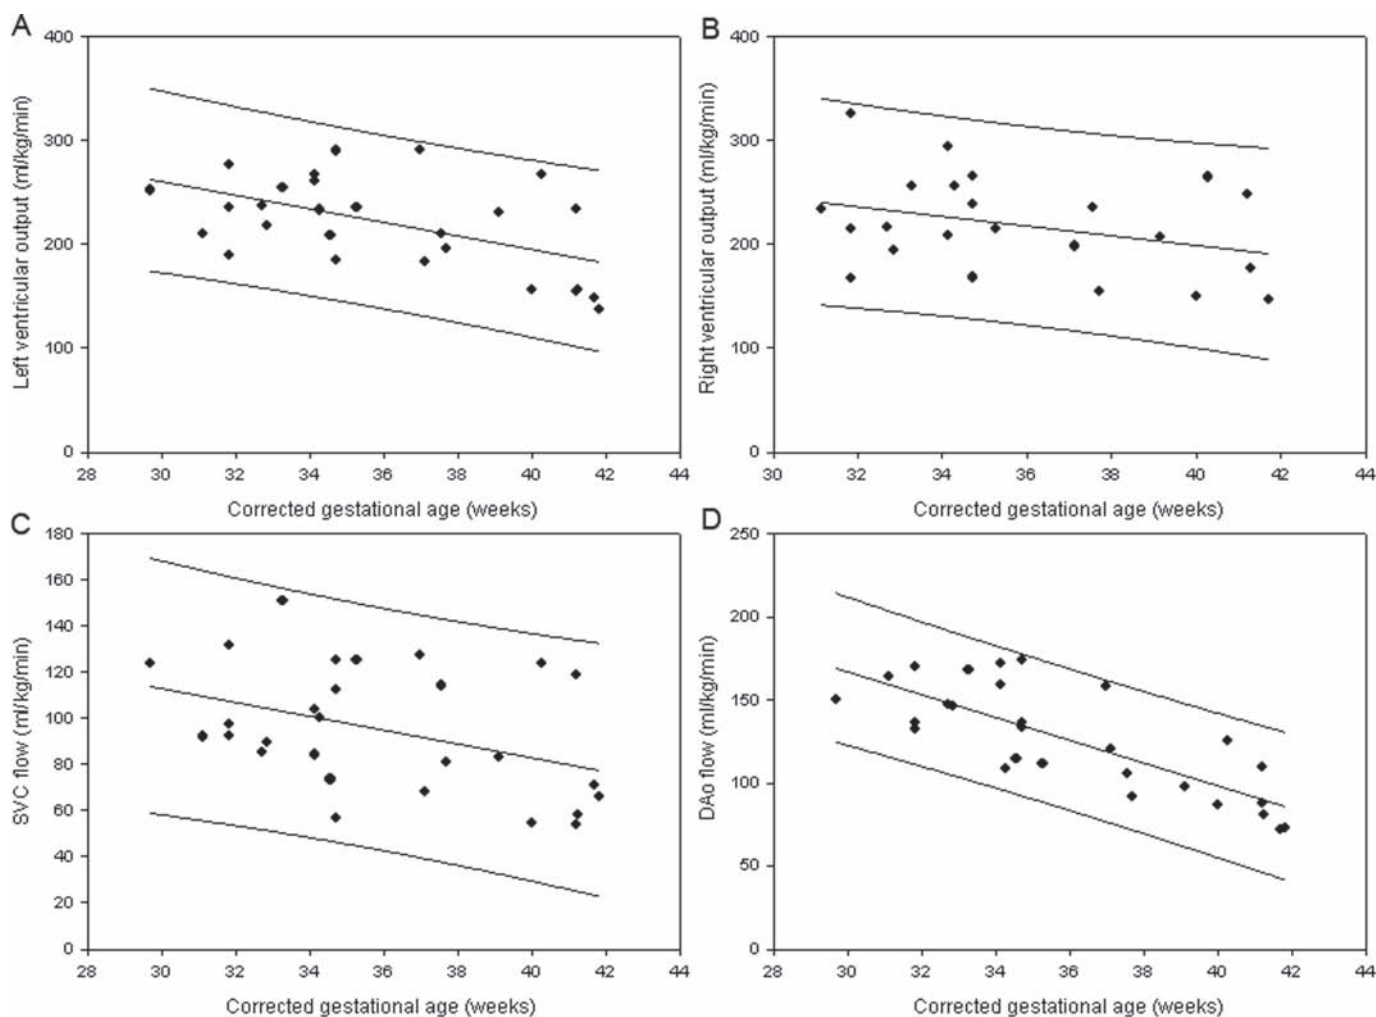 A
B
400
300
200
100
0
Left ventricular output (ml/kg/min)
28 30 32 34 36 38 40 42 44
Corrected gestational age (weeks)
400
300
200
100
0
Right ventricular output (ml/kg/min)
30 32 34 36 38 40 42 44
Corrected gestational age (weeks)
C
D
180
160
140
120
100
80
60
40
20
0
SVC flow (ml/kg/min)
28 30 32 34 36 38 40 42 44
Corrected gestational age (weeks)
250
200
150
100
50
0
DAo flow (ml/kg/min)
28 30 32 34 36 38 40 42 44
Corrected gestational age (weeks)